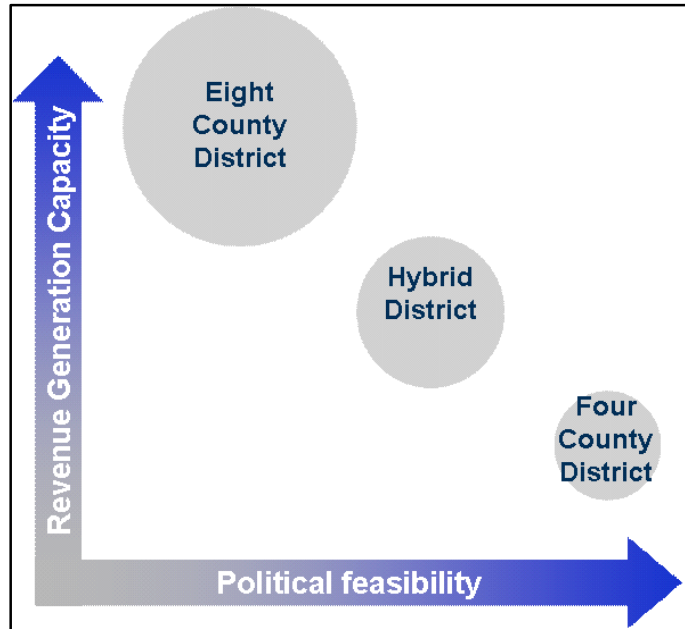 Eight
County
District
Hybrid
District
Four
County
District
Revenue Generation Capacity
Political feasibility